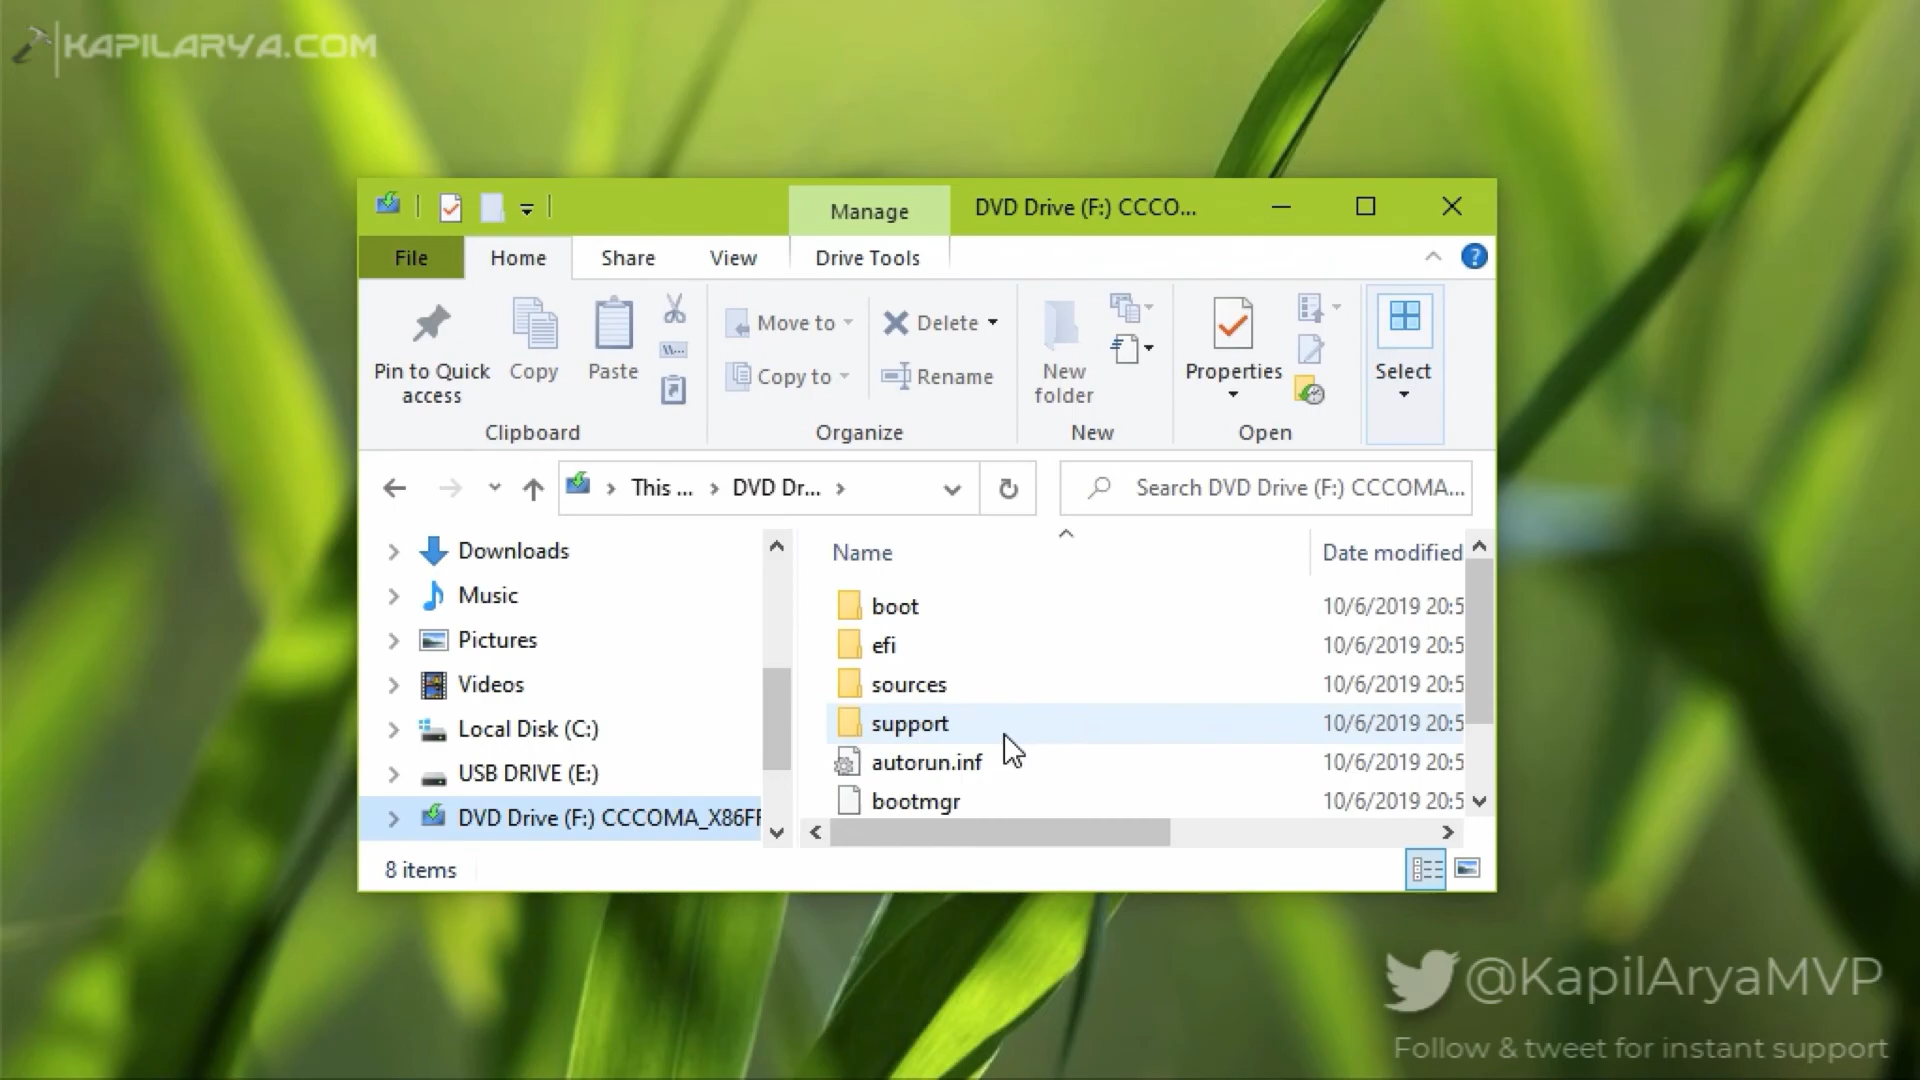 KAPILARYA.COM
Manage
DVD Drive (F:) CCCO...
File
Home
Share
View
Drive Tools
Pin to Quick access
Copy
Paste
Move to
Copy to
Delete
Rename
New folder
Properties
Select
Clipboard
Organize
New
Open
This ...
DVD Dr...
Search DVD Drive (F:) CCCOMA...
Downloads
Music
Pictures
Videos
Local Disk (C:)
USB DRIVE (E:)
DVD Drive (F:) CCCOMA_X86F
Name
Date modified
boot
10/6/2019 20:5
efi
10/6/2019 20:5
sources
10/6/2019 20:5
support
10/6/2019 20:5
autorun.inf
10/6/2019 20:5
bootmgr
10/6/2019 20:5
8 items
@KapilAryaMVP
Follow & tweet for instant support